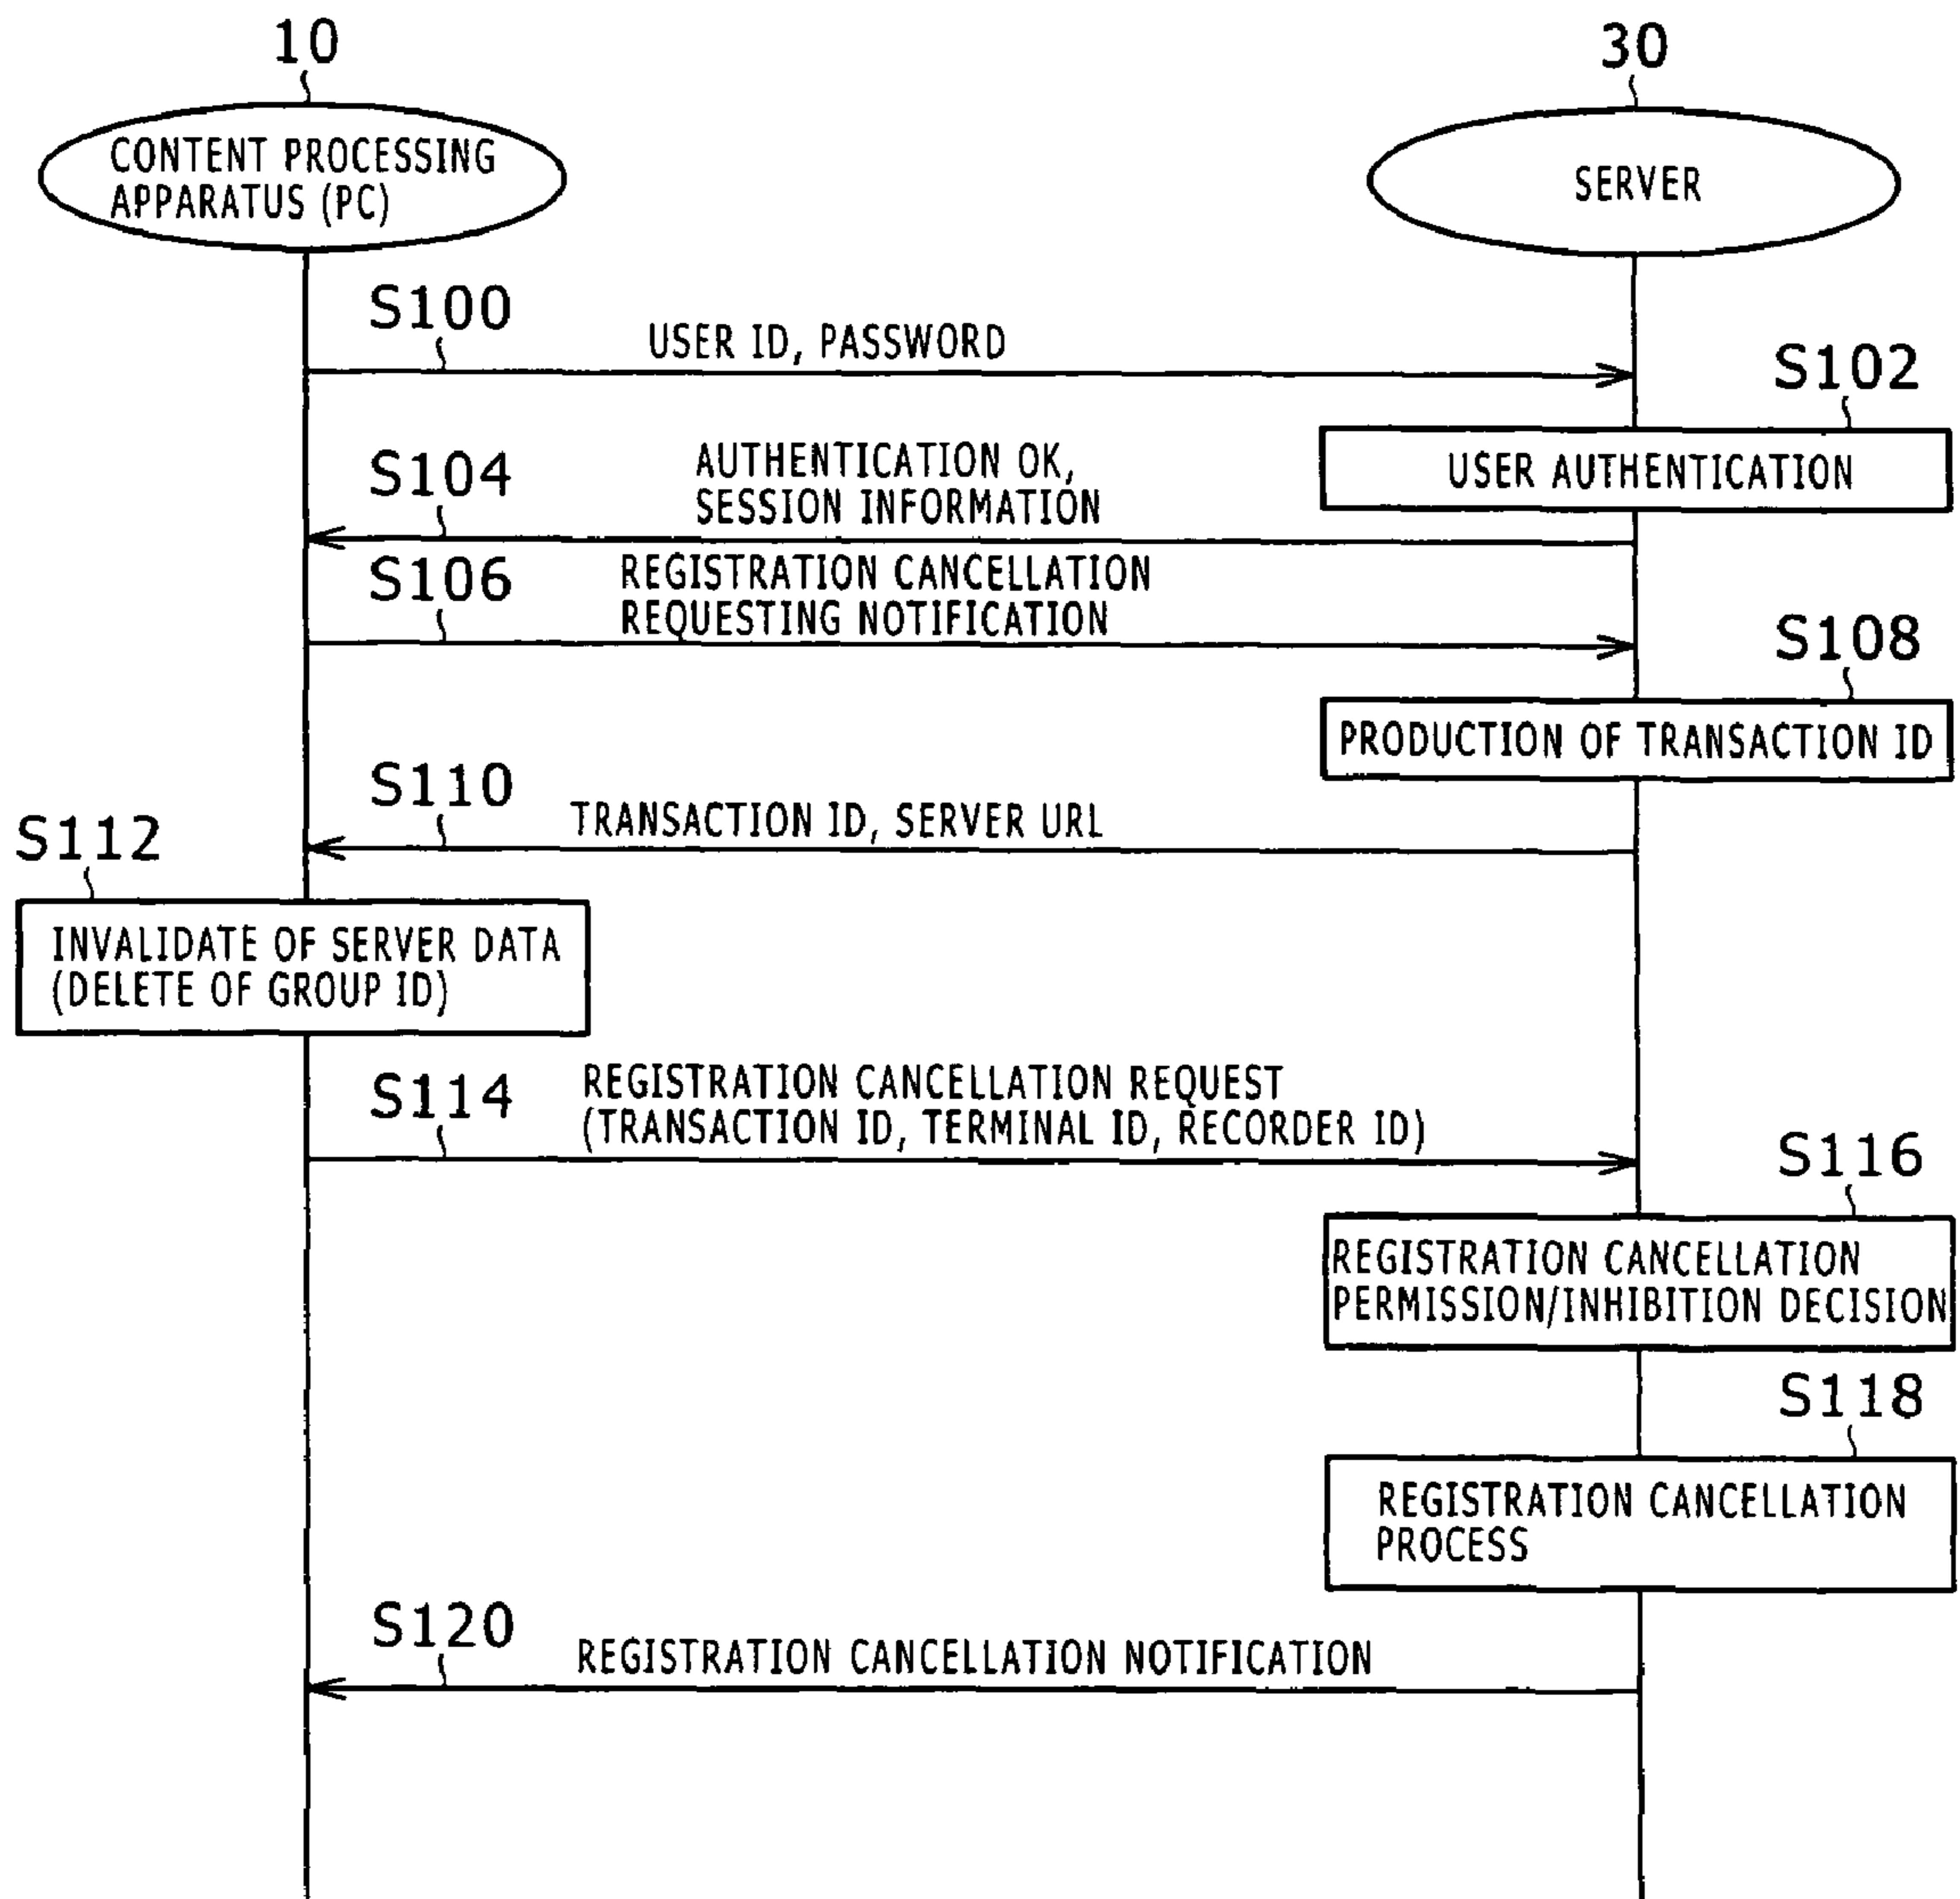 10
30
CONTENT PROCESSING
APPARATUS (PC)
SERVER
S100
USER ID, PASSWORD
S102
USER AUTHENTICATION
S104
AUTHENTICATION OK,
SESSION INFORMATION
S106
REGISTRATION CANCELLATION
REQUESTING NOTIFICATION
S108
PRODUCTION OF TRANSACTION ID
S110
TRANSACTION ID, SERVER URL
S112
INVALIDATE OF SERVER DATA
(DELETE OF GROUP ID)
S114
REGISTRATION CANCELLATION REQUEST
(TRANSACTION ID, TERMINAL ID, RECORDER ID)
S116
REGISTRATION CANCELLATION
PERMISSION/INHIBITION DECISION
S118
REGISTRATION CANCELLATION
PROCESS
S120
REGISTRATION CANCELLATION NOTIFICATION